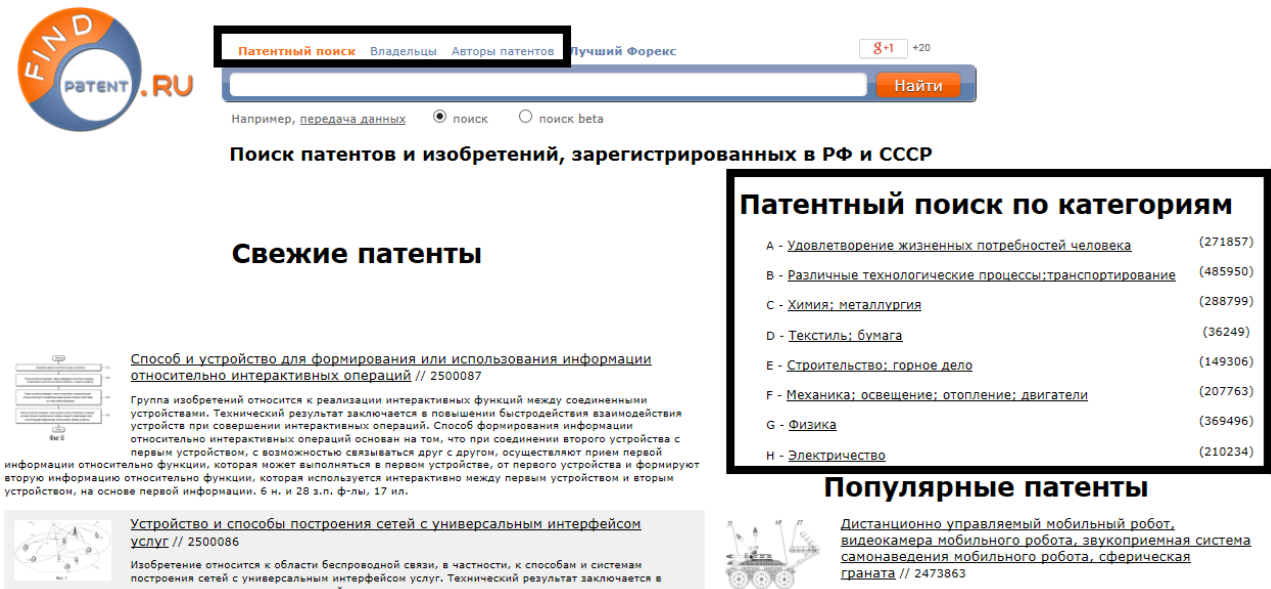 FIND
PATENT
.RU
Патентный поиск Владельцы Авторы патентов Лучший Форекс
g+1 +20
Найти
Например, передача данных поиск поиск beta
Поиск патентов и изобретений, зарегистрированных в РФ и СССР
Свежие патенты
Способ и устройство для формирования или использования информации
относительно интерактивных операций // 2500087
Группа изобретений относится к реализации интерактивных функций между соединенными
устройствами. Технический результат заключается в повышении быстродействия взаимодействия
устройств при совершении интерактивных операций. Способ формирования информации
относительно интерактивных операций основан на том, что при соединении второго устройства с
первым устройством, с возможностью связываться друг с другом, осуществляют прием первой
информации относительно функции, которая может выполняться в первом устройстве, от первого устройства и формируют
вторую информацию относительно функции, которая используется интерактивно между первым устройством и вторым
устройством, на основе первой информации. 6 н. и 28 з.п. ф-лы, 17 ил.
Устройство и способы построения сетей с универсальным интерфейсом
услуг // 2500086
Изобретение относится к области беспроводной связи, в частности, к способам и системам
построения сетей с универсальным интерфейсом услуг. Технический результат заключается в
Патентный поиск по категориям
A - Удовлетворение жизненных потребностей человека (271857)
B - Различные технологические процессы;транспортирование (485950)
C - Химия; металлургия (288799)
D - Текстиль; бумага (36249)
E - Строительство; горное дело (149306)
F - Механика; освещение; отопление; двигатели (207763)
G - Физика (369496)
H - Электричество (210234)
Популярные патенты
Дистанционно управляемый мобильный робот,
видеокамера мобильного робота, звукоприемная система
самонаведения мобильного робота, сферическая
граната // 2473863